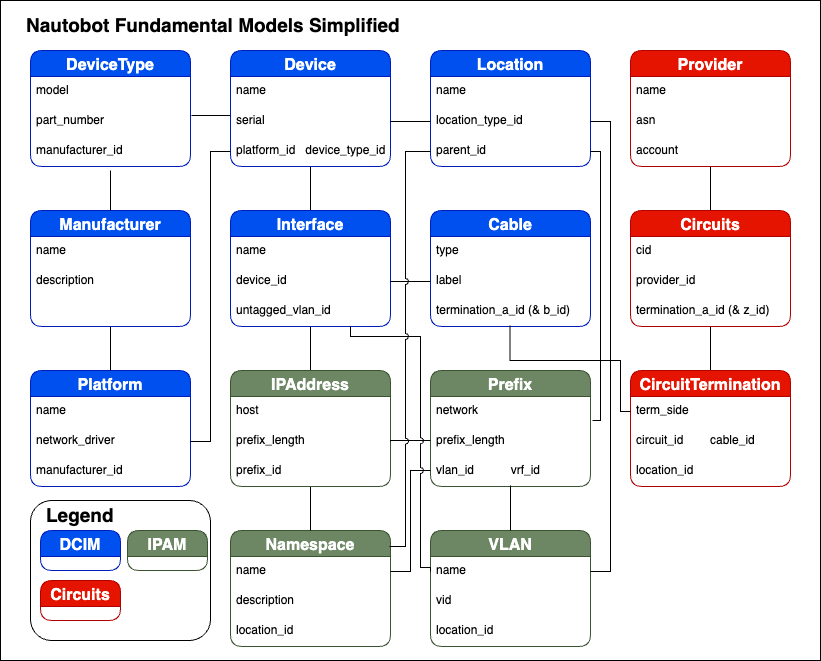 Nautobot Fundamental Models Simplified
DeviceType
model
part_number
manufacturer_id
Device
name
serial
platform_id device_type_id
Location
name
location_type_id
parent_id
Provider
name
asn
account
Manufacturer
name
description
Interface
name
device_id
untagged_vlan_id
Cable
type
label
termination_a_id (& b_id)
Circuits
cid
provider_id
termination_a_id (& z_id)
Platform
name
network_driver
manufacturer_id
IPAddress
host
prefix_length
prefix_id
Prefix
network
prefix_length
vlan_id vrf_id
CircuitTermination
term_side
circuit_id cable_id
location_id
Legend
DCIM
IPAM
Circuits
Namespace
name
description
location_id
VLAN
name
vid
location_id